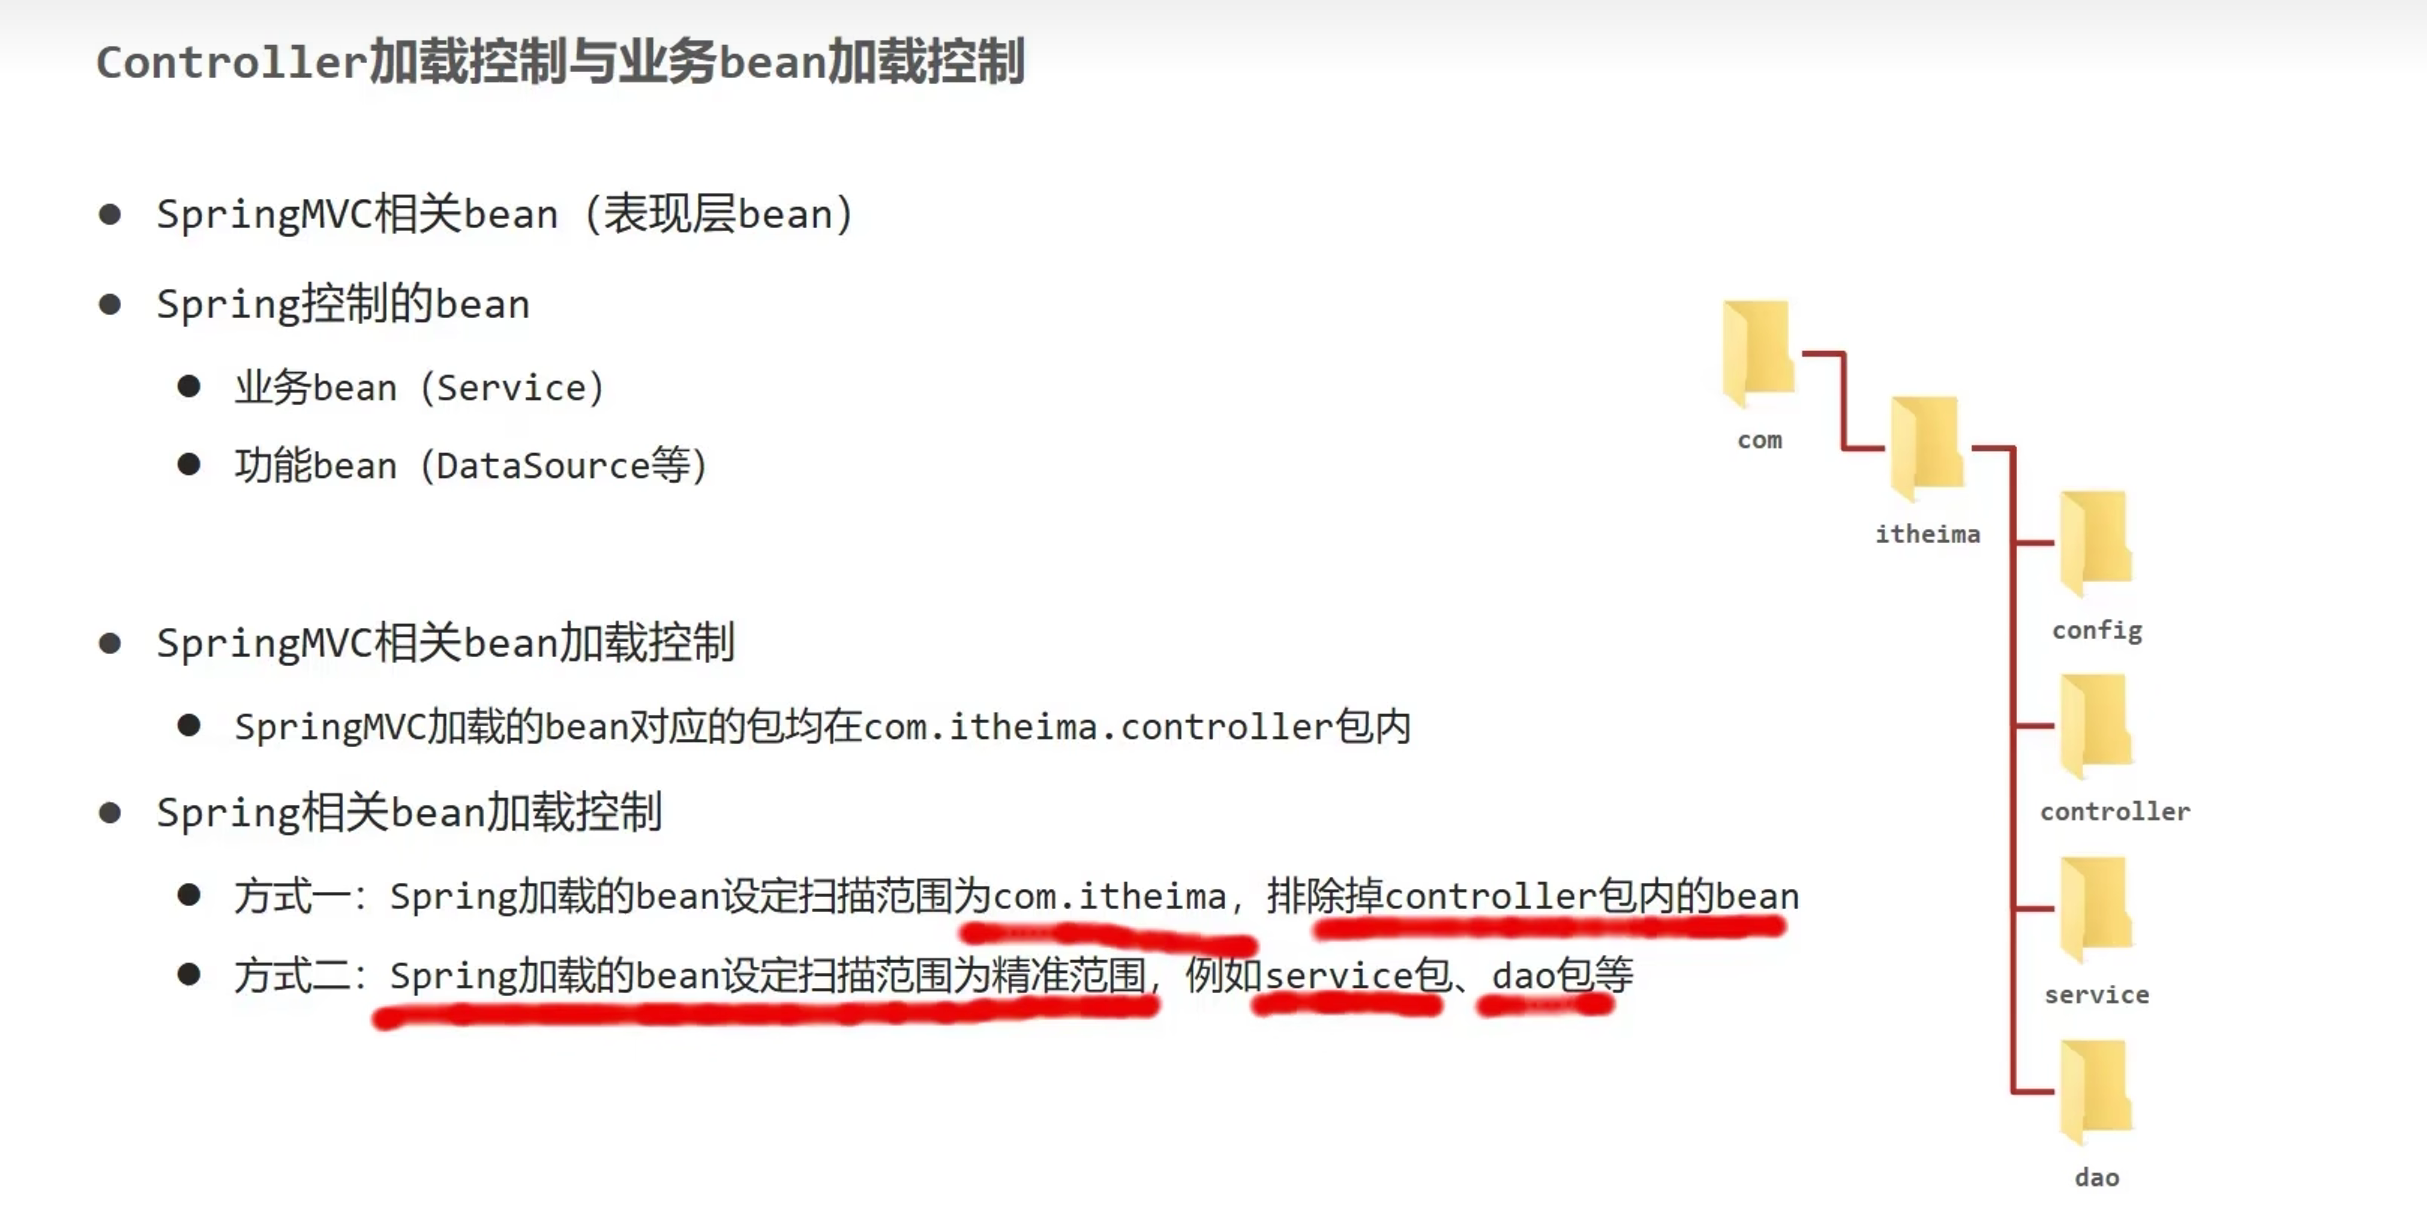 Controller加载控制与业务bean加载控制
SpringMVC相关bean（表现层bean）
Spring控制的bean
业务bean（Service）
功能bean（DataSource等）
SpringMVC相关bean加载控制
SpringMVC加载的bean对应的包均在com.itheima.controller包内
Spring相关bean加载控制
方式一：Spring加载的bean设定扫描范围为com.itheima，排除掉controller包内的bean
方式二：Spring加载的bean设定扫描范围为精准范围，例如service包、dao包等
com
itheima
config
controller
service
dao